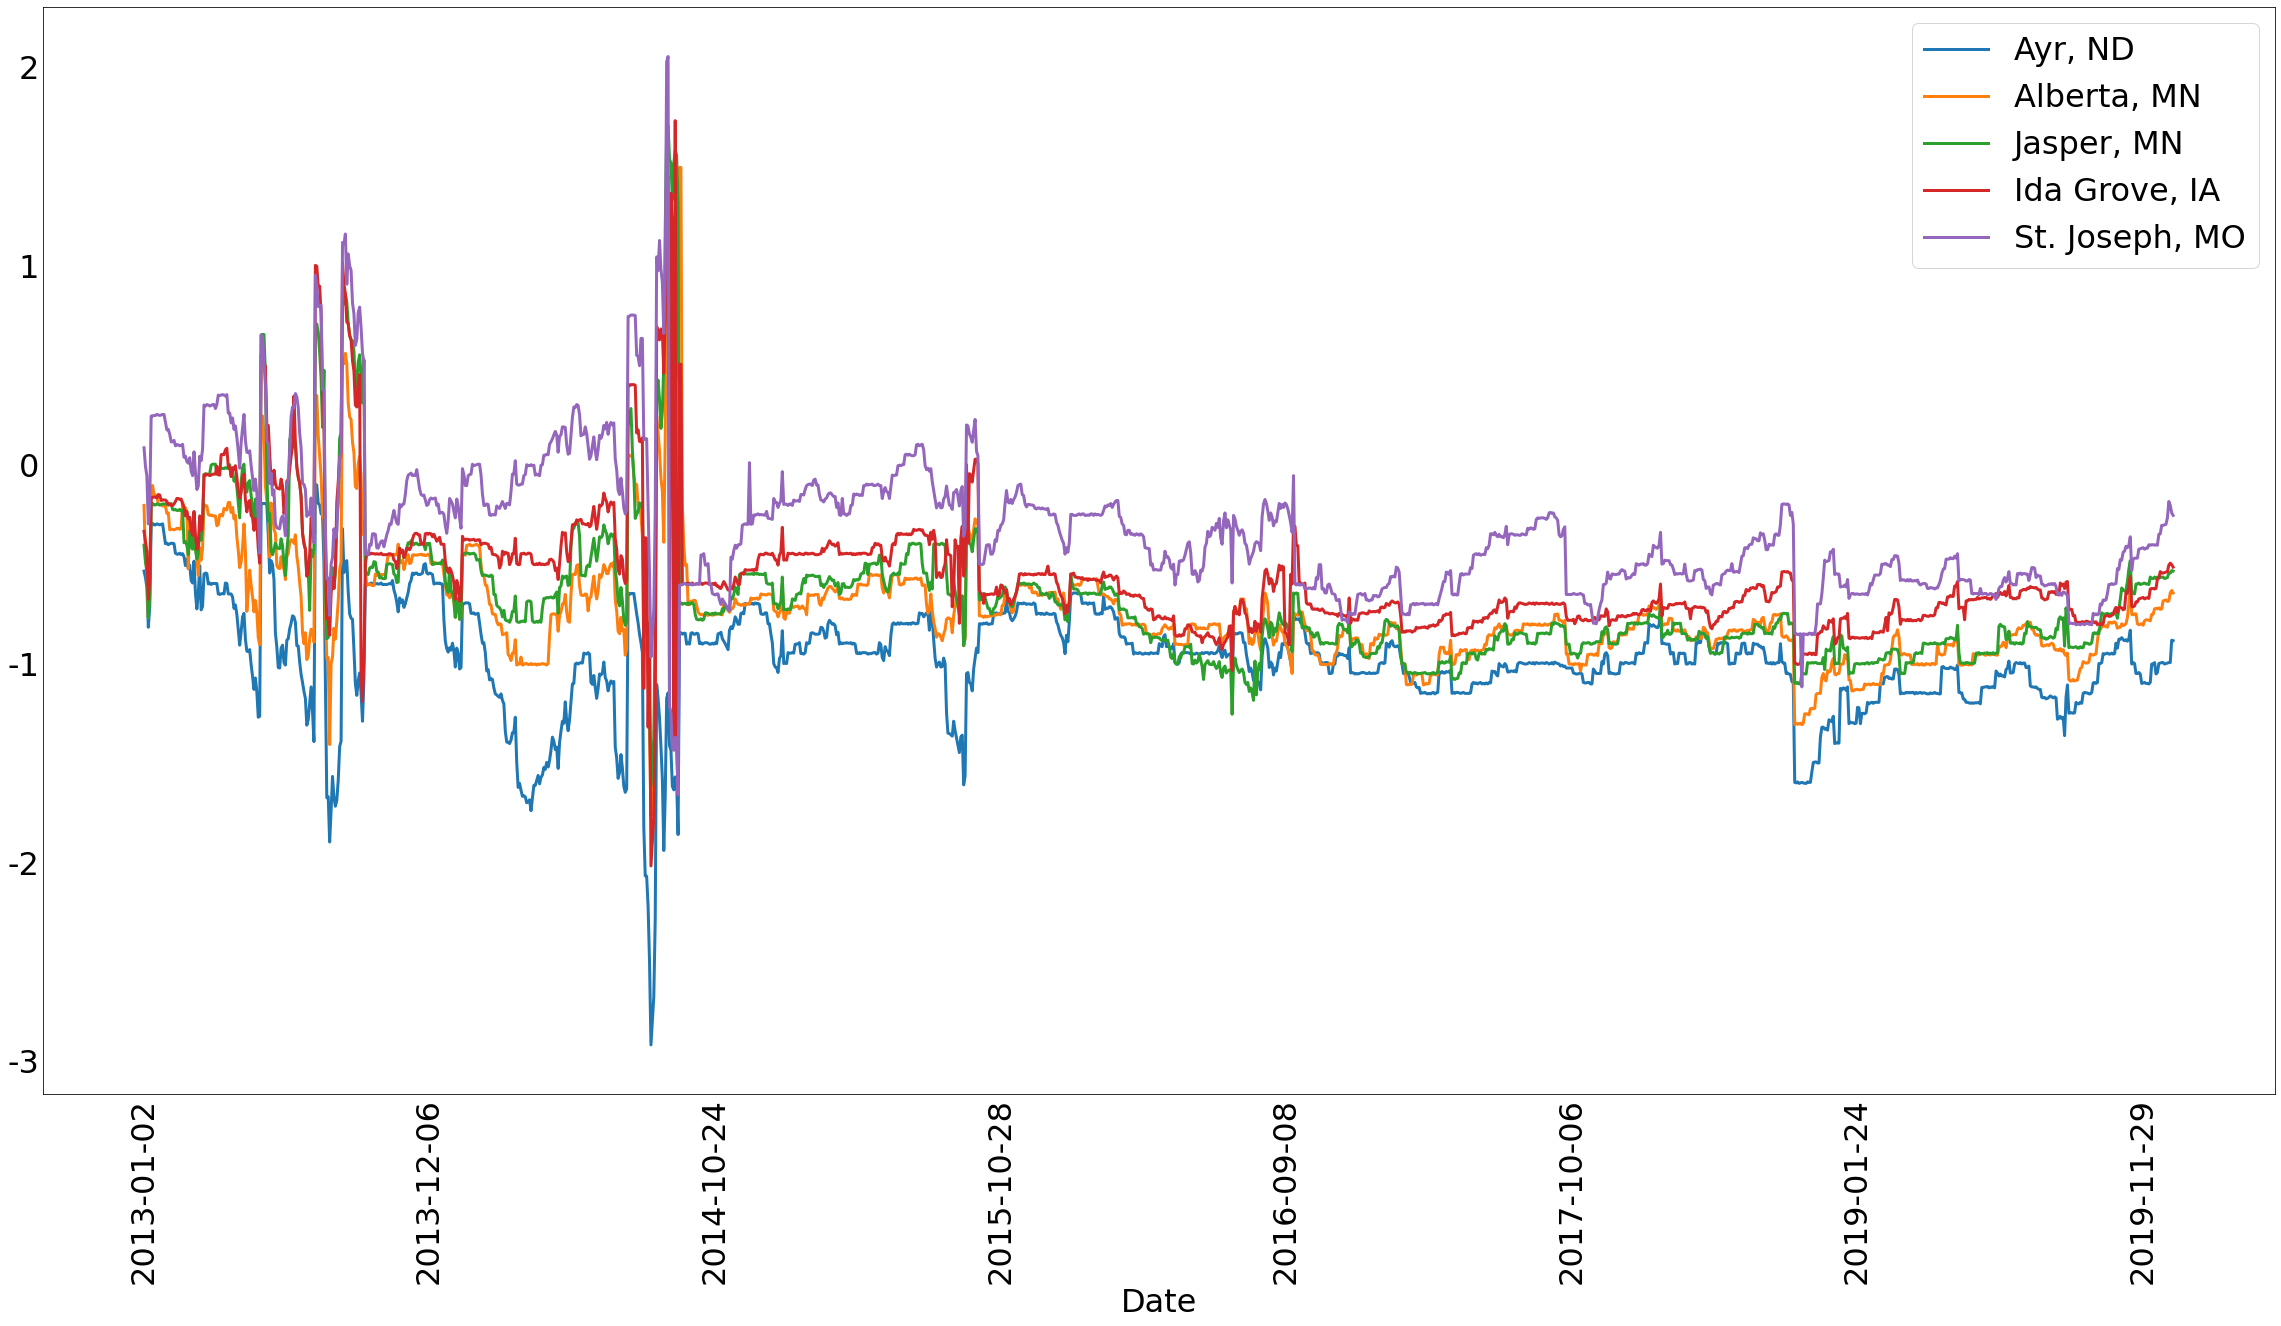 2
1
0
-1
-2
-3
Ayr, ND
Alberta, MN
Jasper, MN
Ida Grove, IA
St. Joseph, MO
2013-01-02
2013-12-06
2014-10-24
2015-10-28
2016-09-08
2017-10-06
2019-01-24
2019-11-29
Date